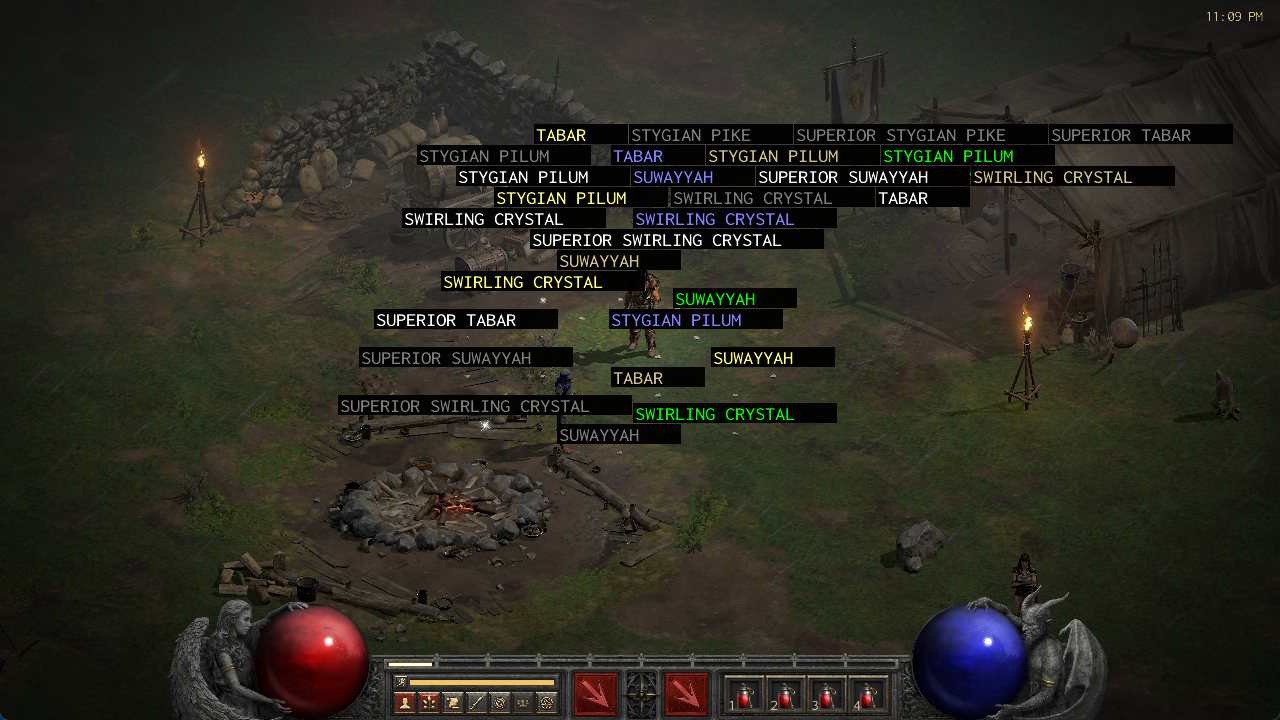 11:09 PM
TABAR STYGIAN PIKE SUPERIOR STYGIAN PIKE SUPERIOR TABAR
STYGIAN PILUM TABAR STYGIAN PILUM STYGIAN PILUM
STYGIAN PILUM SUWAYYAH SUPERIOR SUWAYYAH SWIRLING CRYSTAL
STYGIAN PILUM SWIRLING CRYSTAL TABAR
SWIRLING CRYSTAL SWIRLING CRYSTAL
SUPERIOR SWIRLING CRYSTAL
SUWAYYAH
SWIRLING CRYSTAL
SUWAYYAH
SUPERIOR TABAR STYGIAN PILUM
SUPERIOR SUWAYYAH SUWAYYAH
TABAR
SUPERIOR SWIRLING CRYSTAL SWIRLING CRYSTAL
SUWAYYAH
1 2 3 4